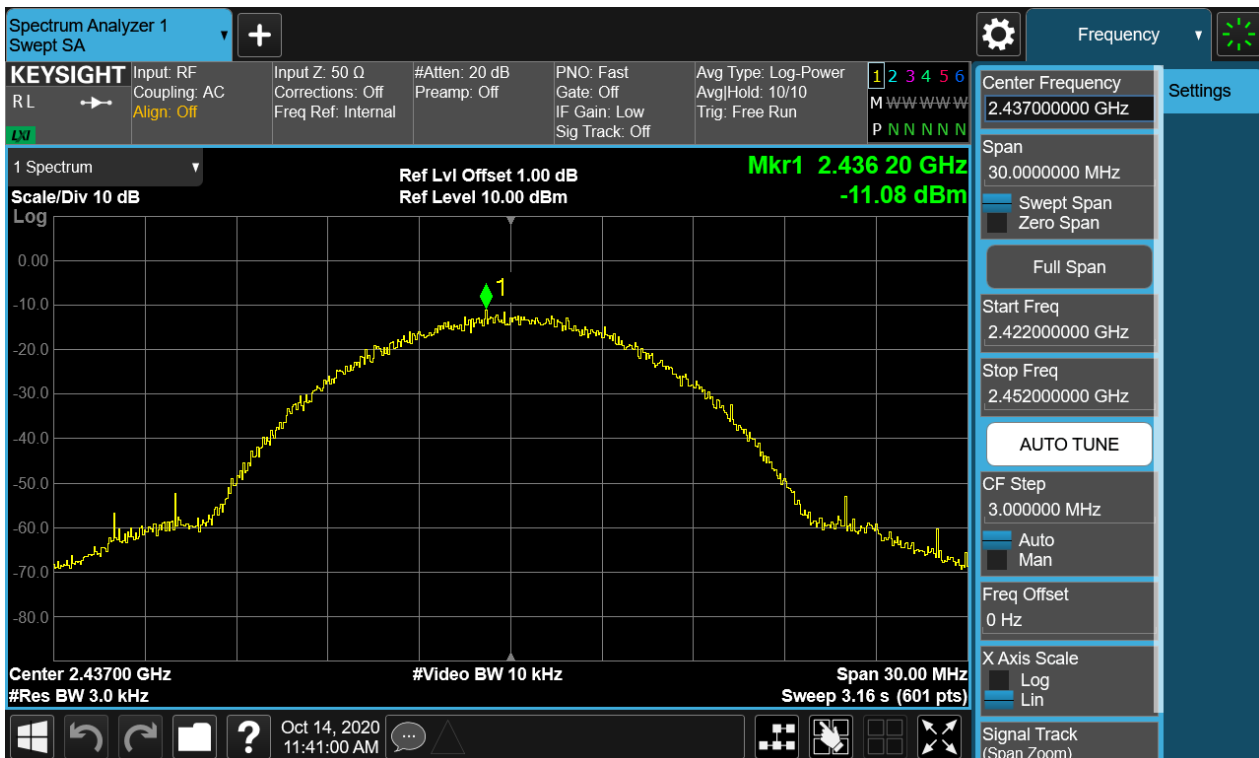 Spectrum Analyzer 1
Swept SA
+
Frequency
KEYSIGHT
RL
LXI
Input: RF
Coupling: AC
Align: Off
Input Z: 50 Ω
Corrections: Off
Freq Ref: Internal
#Atten: 20 dB
Preamp: Off
PNO: Fast
Gate: Off
IF Gain: Low
Sig Track: Off
Avg Type: Log-Power
Avg|Hold: 10/10
Trig: Free Run
1 2 3 4 5 6
M W W W W W
P N N N N N
1 Spectrum
Scale/Div 10 dB
Log
Ref Lvl Offset 1.00 dB
Ref Level 10.00 dBm
Mkr1 2.436 20 GHz
-11.08 dBm
0.00
-10.0
-20.0
-30.0
-40.0
-50.0
-60.0
-70.0
-80.0
1
Center 2.43700 GHz
#Res BW 3.0 kHz
#Video BW 10 kHz
Span 30.00 MHz
Sweep 3.16 s (601 pts)
?
Oct 14, 2020
11:41:00 AM
Settings
Center Frequency
2.437000000 GHz
Span
30.0000000 MHz
Swept Span
Zero Span
Full Span
Start Freq
2.422000000 GHz
Stop Freq
2.452000000 GHz
AUTO TUNE
CF Step
3.000000 MHz
Auto
Man
Freq Offset
0 Hz
X Axis Scale
Log
Lin
Signal Track
(Span Zoom)